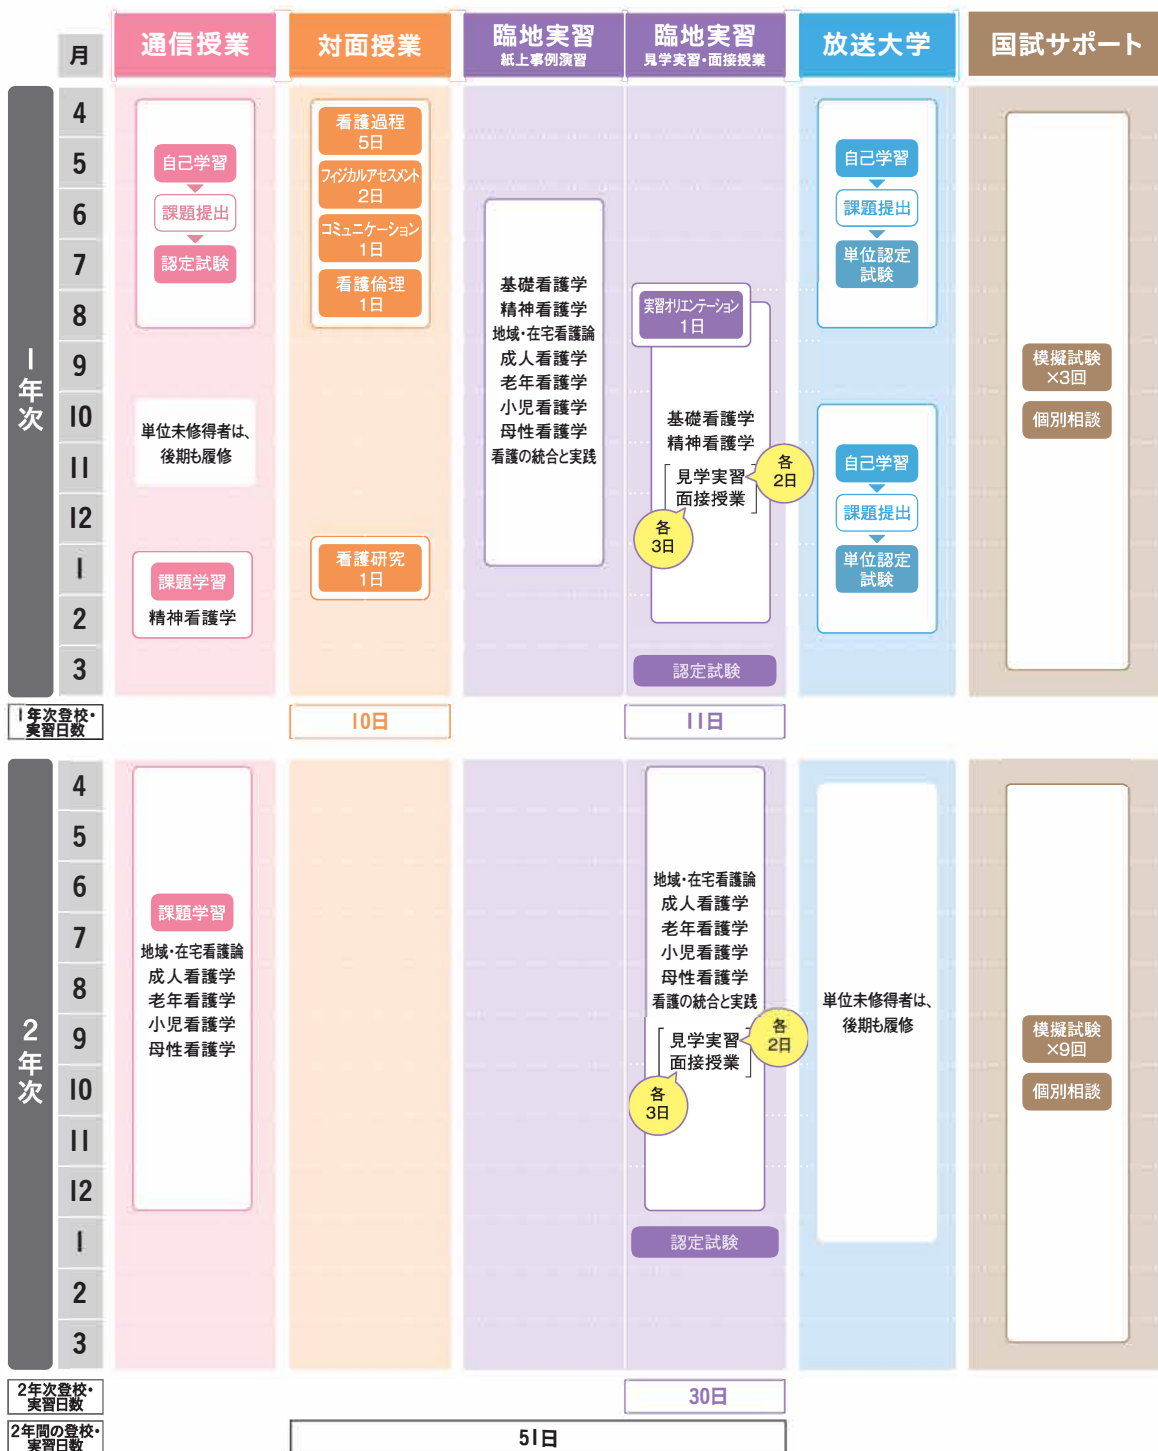 月
通信授業
対面授業
臨地実習
紙上事例演習
臨地実習
見学実習・面接授業
放送大学
国試サポート
1年次
4
5
6
7
8
9
10
11
12
1
2
3
自己学習
課題提出
認定試験
単位未修得者は、
後期も履修
課題学習
精神看護学
看護過程
5日
フィジカルアセスメント
2日
コミュニケーション
1日
看護倫理
1日
看護研究
1日
基礎看護学
精神看護学
地域・在宅看護論
成人看護学
老年看護学
小児看護学
母性看護学
看護の統合と実践
実習オリエンテーション
1日
基礎看護学
精神看護学
見学実習
面接授業
各
2日
各
3日
認定試験
自己学習
課題提出
単位認定
試験
自己学習
課題提出
単位認定
試験
模擬試験
×3回
個別相談
1年次登校・
実習日数
10日
11日
2年次
4
5
6
7
8
9
10
11
12
1
2
3
課題学習
地域・在宅看護論
成人看護学
老年看護学
小児看護学
母性看護学
地域・在宅看護論
成人看護学
老年看護学
小児看護学
母性看護学
看護の統合と実践
見学実習
面接授業
各
2日
各
3日
認定試験
単位未修得者は、
後期も履修
模擬試験
×9回
個別相談
2年次登校・
実習日数
30日
2年間の登校・
実習日数
51日